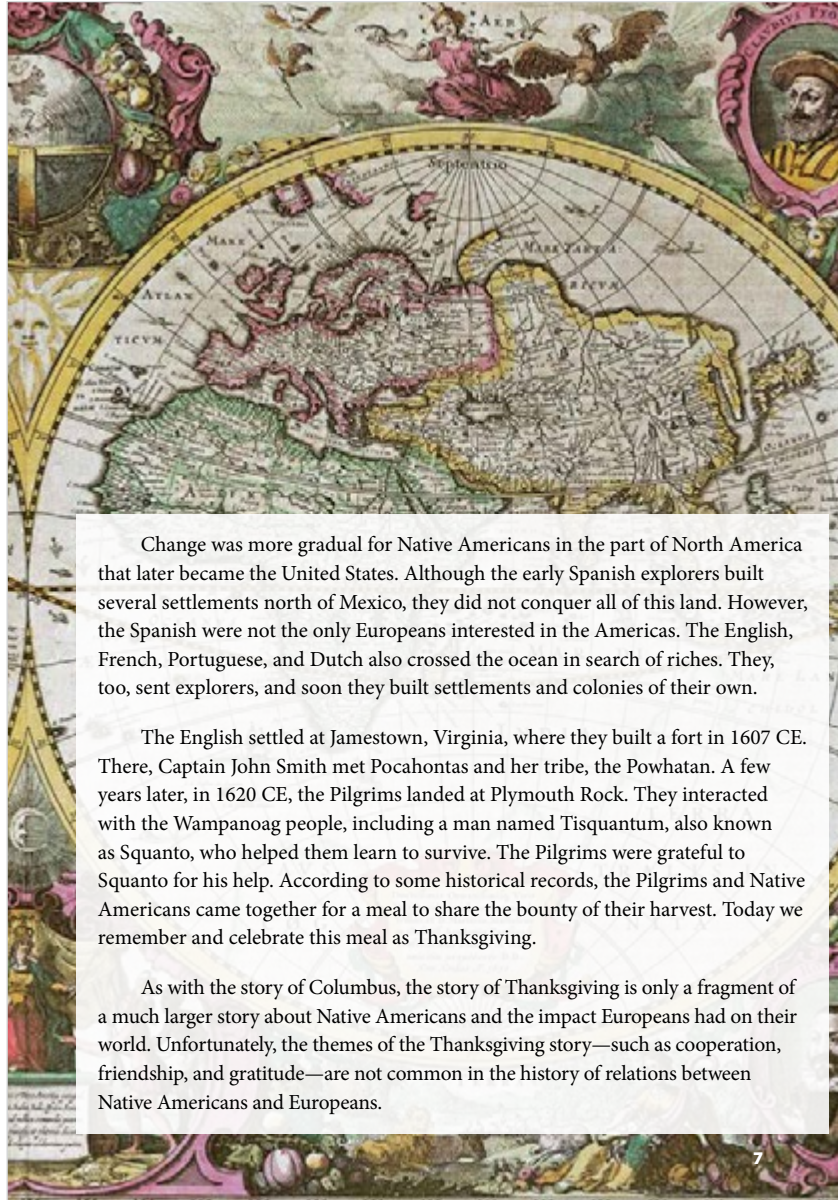 AER
CLAUDIUS
Septentrio
MARE
ATLAN
TICUM
MARE TARTA
RICUM
Change was more gradual for Native Americans in the part of North America
that later became the United States. Although the early Spanish explorers built
several settlements north of Mexico, they did not conquer all of this land. However,
the Spanish were not the only Europeans interested in the Americas. The English,
French, Portuguese, and Dutch also crossed the ocean in search of riches. They,
too, sent explorers, and soon they built settlements and colonies of their own.
The English settled at Jamestown, Virginia, where they built a fort in 1607 CE.
There, Captain John Smith met Pocahontas and her tribe, the Powhatan. A few
years later, in 1620 CE, the Pilgrims landed at Plymouth Rock. They interacted
with the Wampanoag people, including a man named Tisquantum, also known
as Squanto, who helped them learn to survive. The Pilgrims were grateful to
Squanto for his help. According to some historical records, the Pilgrims and Native
Americans came together for a meal to share the bounty of their harvest. Today we
remember and celebrate this meal as Thanksgiving.
As with the story of Columbus, the story of Thanksgiving is only a fragment of
a much larger story about Native Americans and the impact Europeans had on their
world. Unfortunately, the themes of the Thanksgiving story—such as cooperation,
friendship, and gratitude—are not common in the history of relations between
Native Americans and Europeans.
7